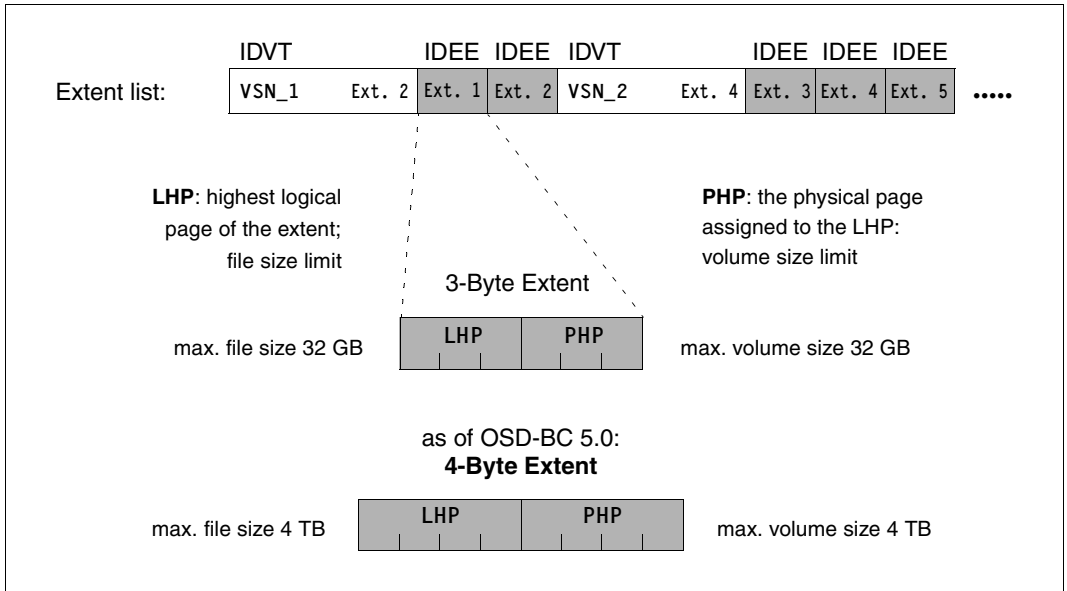 IDVT IDEE IDEE IDVT IDEE IDEE IDEE
Extent list: VSN_1 Ext. 2 Ext. 1 Ext. 2 VSN_2 Ext. 4 Ext. 3 Ext. 4 Ext. 5 .....
LHP: highest logical
page of the extent;
file size limit
PHP: the physical page
assigned to the LHP:
volume size limit
3-Byte Extent
max. file size 32 GB LHP PHP max. volume size 32 GB
as of OSD-BC 5.0:
4-Byte Extent
max. file size 4 TB LHP PHP max. volume size 4 TB